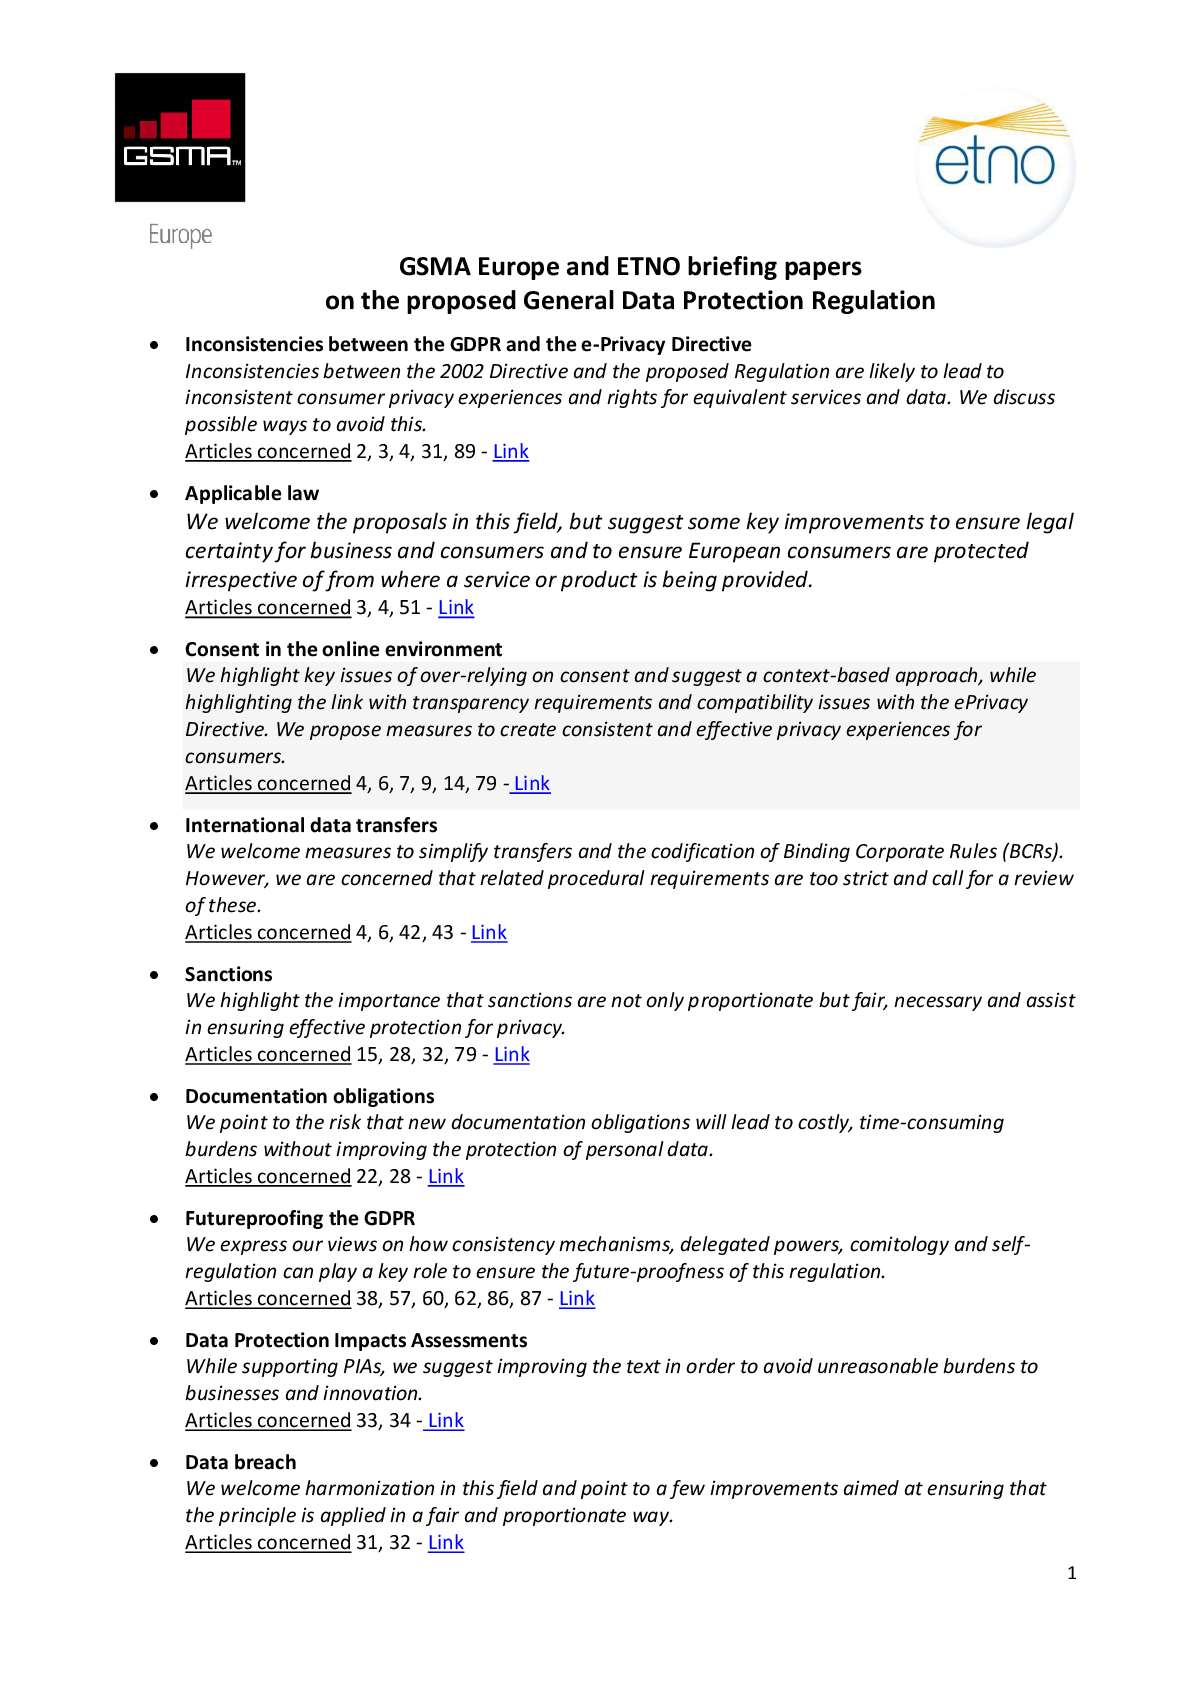 GSMA™
Europe
etno
GSMA Europe and ETNO briefing papers
on the proposed General Data Protection Regulation
• Inconsistencies between the GDPR and the e-Privacy Directive
Inconsistencies between the 2002 Directive and the proposed Regulation are likely to lead to
inconsistent consumer privacy experiences and rights for equivalent services and data. We discuss
possible ways to avoid this.
Articles concerned 2, 3, 4, 31, 89 - Link
• Applicable law
We welcome the proposals in this field, but suggest some key improvements to ensure legal
certainty for business and consumers and to ensure European consumers are protected
irrespective of from where a service or product is being provided.
Articles concerned 3, 4, 51 - Link
• Consent in the online environment
We highlight key issues of over-relying on consent and suggest a context-based approach, while
highlighting the link with transparency requirements and compatibility issues with the ePrivacy
Directive. We propose measures to create consistent and effective privacy experiences for
consumers.
Articles concerned 4, 6, 7, 9, 14, 79 - Link
• International data transfers
We welcome measures to simplify transfers and the codification of Binding Corporate Rules (BCRs).
However, we are concerned that related procedural requirements are too strict and call for a review
of these.
Articles concerned 4, 6, 42, 43 - Link
• Sanctions
We highlight the importance that sanctions are not only proportionate but fair, necessary and assist
in ensuring effective protection for privacy.
Articles concerned 15, 28, 32, 79 - Link
• Documentation obligations
We point to the risk that new documentation obligations will lead to costly, time-consuming
burdens without improving the protection of personal data.
Articles concerned 22, 28 - Link
• Futureproofing the GDPR
We express our views on how consistency mechanisms, delegated powers, comitology and self-
regulation can play a key role to ensure the future-proofness of this regulation.
Articles concerned 38, 57, 60, 62, 86, 87 - Link
• Data Protection Impacts Assessments
While supporting PIAs, we suggest improving the text in order to avoid unreasonable burdens to
businesses and innovation.
Articles concerned 33, 34 - Link
• Data breach
We welcome harmonization in this field and point to a few improvements aimed at ensuring that
the principle is applied in a fair and proportionate way.
Articles concerned 31, 32 - Link
1